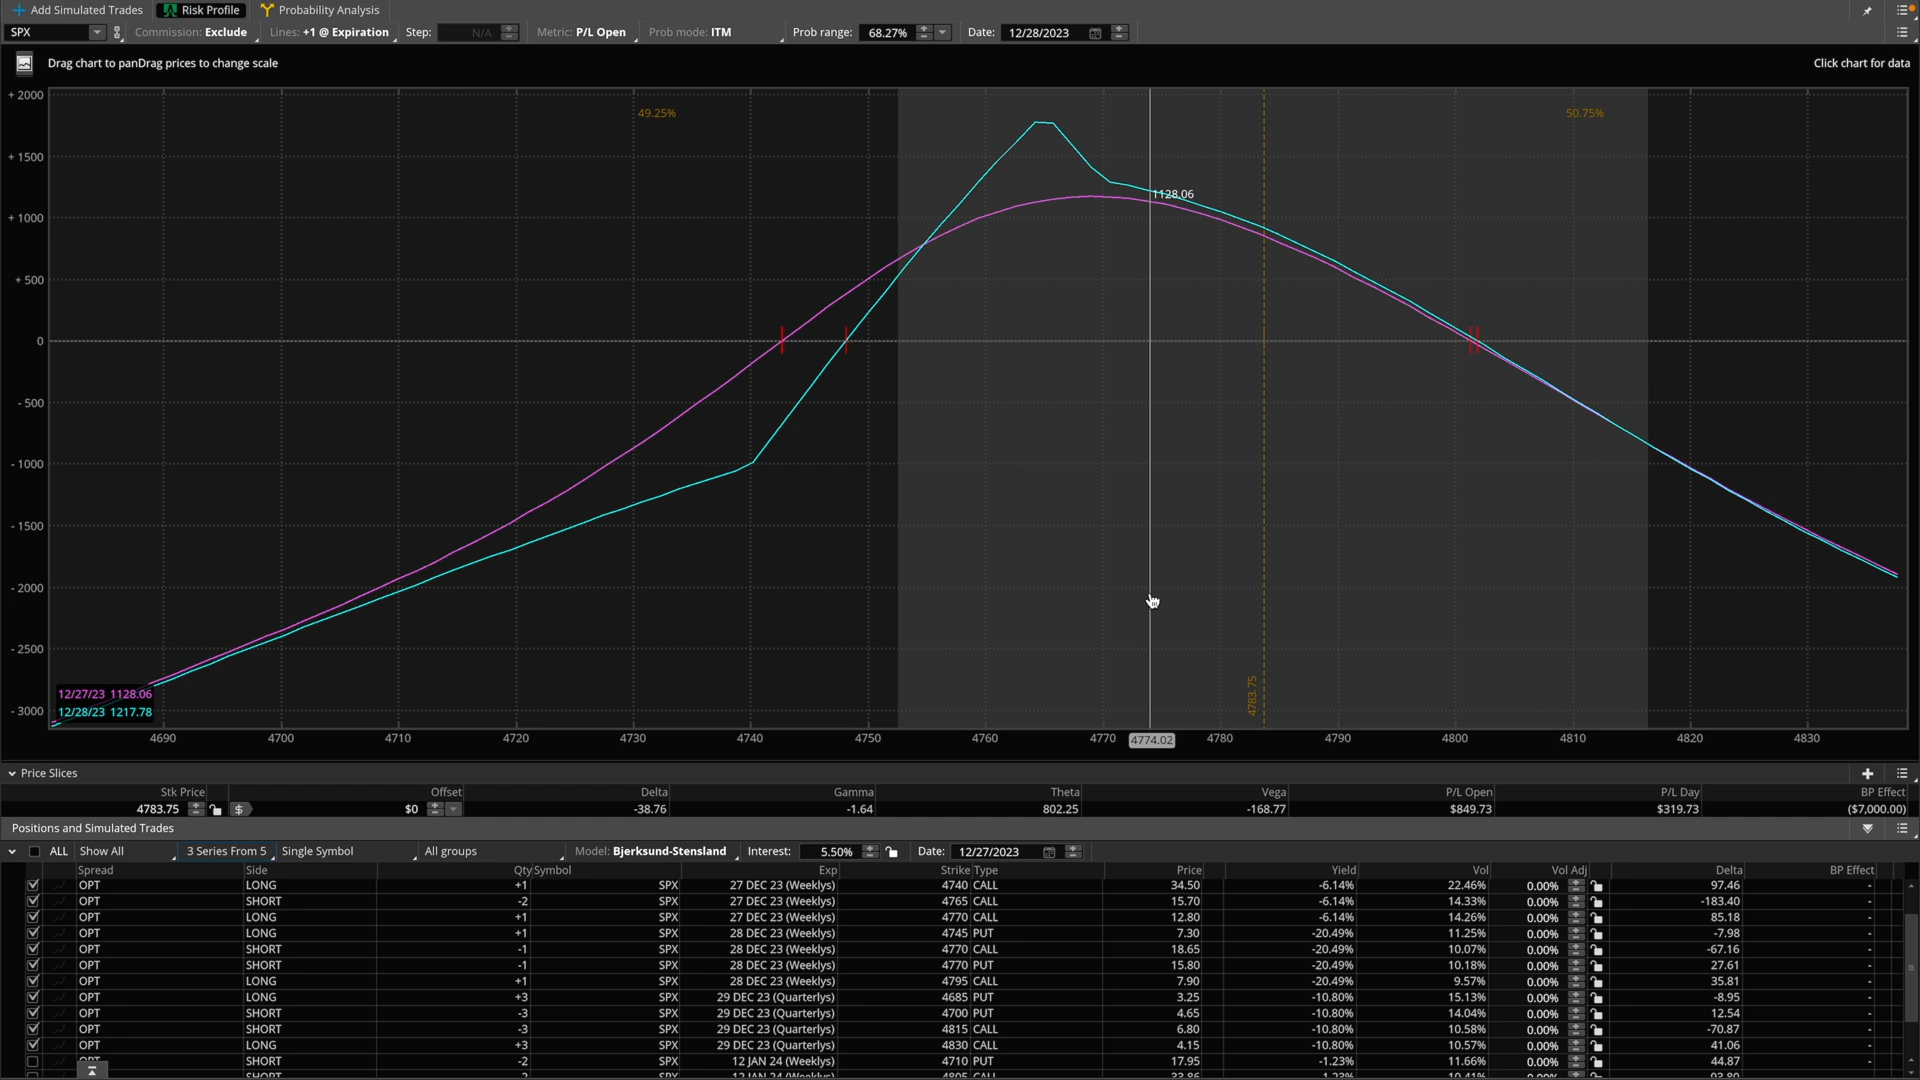 Add Simulated Trades Risk Profile Probability Analysis
SPX Commission: Exclude Lines: +1 @ Expiration Step: N/A Metric: P/L Open Prob mode: ITM Prob range: 68.27% Date: 12/28/2023
Drag chart to panDrag prices to change scale Click chart for data
+ 2000
49.25% 50.75%
+ 1500
1128.06
+ 1000
+ 500
0
- 500
- 1000
- 1500
- 2000
- 2500
4783.75
12/27/23 1128.06
12/28/23 1217.78
- 3000
4690 4700 4710 4720 4730 4740 4750 4760 4770 4774.02 4780 4790 4800 4810 4820 4830
Price Slices
Stk Price Offset Delta Gamma Theta Vega P/L Open P/L Day BP Effect
4783.75 $ $0 -38.76 -1.64 802.25 -168.77 $849.73 $319.73 ($7,000.00)
Positions and Simulated Trades
ALL Show All 3 Series From 5 Single Symbol All groups Model: Bjerksund-Stensland Interest: 5.50% Date: 12/27/2023
Spread Side Qty Symbol Exp Strike Type Price Yield Vol Vol Adj Delta BP Effect
OPT LONG +1 SPX 27 DEC 23 (Weeklys) 4740 CALL 34.50 -6.14% 22.46% 0.00% 97.46 -
OPT SHORT -2 SPX 27 DEC 23 (Weeklys) 4765 CALL 15.70 -6.14% 14.33% 0.00% -183.40 -
OPT LONG +1 SPX 27 DEC 23 (Weeklys) 4770 CALL 12.80 -6.14% 14.26% 0.00% 85.18 -
OPT LONG +1 SPX 28 DEC 23 (Weeklys) 4745 PUT 7.30 -20.49% 11.25% 0.00% -7.98 -
OPT SHORT -1 SPX 28 DEC 23 (Weeklys) 4770 CALL 18.65 -20.49% 10.07% 0.00% -67.16 -
OPT SHORT -1 SPX 28 DEC 23 (Weeklys) 4770 PUT 15.80 -20.49% 10.18% 0.00% 27.61 -
OPT LONG +1 SPX 28 DEC 23 (Weeklys) 4795 CALL 7.90 -20.49% 9.57% 0.00% 35.81 -
OPT LONG +3 SPX 29 DEC 23 (Quarterlys) 4685 PUT 3.25 -10.80% 15.13% 0.00% -8.95 -
OPT SHORT -3 SPX 29 DEC 23 (Quarterlys) 4700 PUT 4.65 -10.80% 14.04% 0.00% 12.54 -
OPT SHORT -3 SPX 29 DEC 23 (Quarterlys) 4815 CALL 6.80 -10.80% 10.58% 0.00% -70.87 -
OPT LONG +3 SPX 29 DEC 23 (Quarterlys) 4830 CALL 4.15 -10.80% 10.57% 0.00% 41.06 -
OPT SHORT -2 SPX 12 JAN 24 (Weeklys) 4710 PUT 17.95 -1.23% 11.66% 0.00% 44.87 -